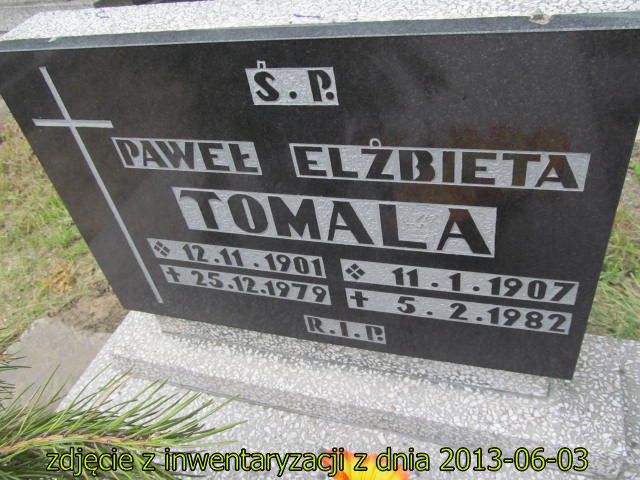 Ś.P.
PAWEŁ ELŻBIETA
TOMALA
❖ 12.11.1901 ❖ 11.1.1907
✝ 25.12.1979 ✝ 5.2.1982
R.I.P.
zdjęcie z inwentaryzacji z dnia 2013-06-03